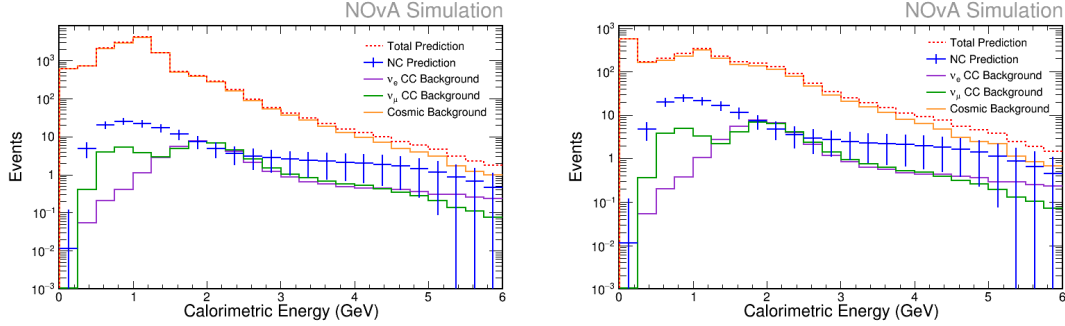 NOvA Simulation
10³
10²
10
1
10⁻¹
10⁻²
10⁻³
Events
Total Prediction
NC Prediction
νe CC Background
νμ CC Background
Cosmic Background
0 1 2 3 4 5 6
Calorimetric Energy (GeV)
NOvA Simulation
10³
10²
10
1
10⁻¹
10⁻²
10⁻³
Events
Total Prediction
NC Prediction
νe CC Background
νμ CC Background
Cosmic Background
0 1 2 3 4 5 6
Calorimetric Energy (GeV)